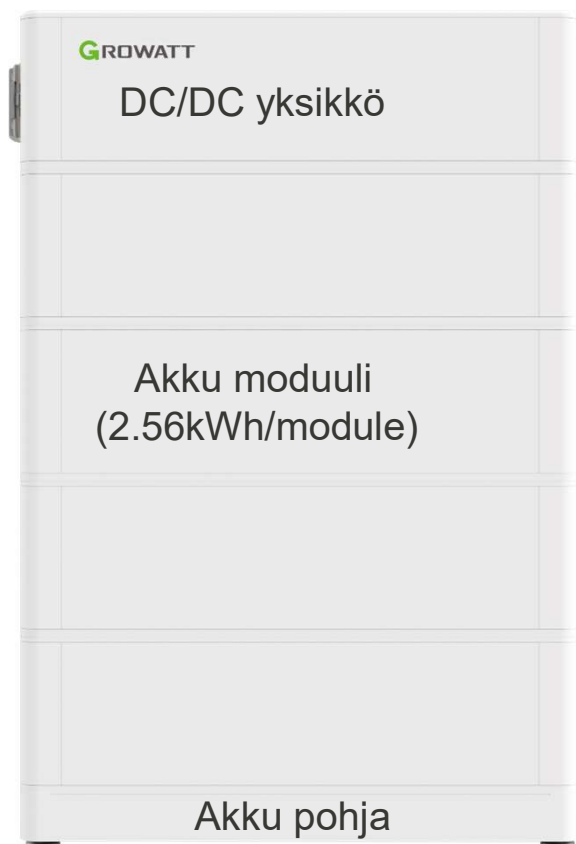 GROWATT
DC/DC yksikkö
Akku moduuli
(2.56kWh/module)
Akku pohja